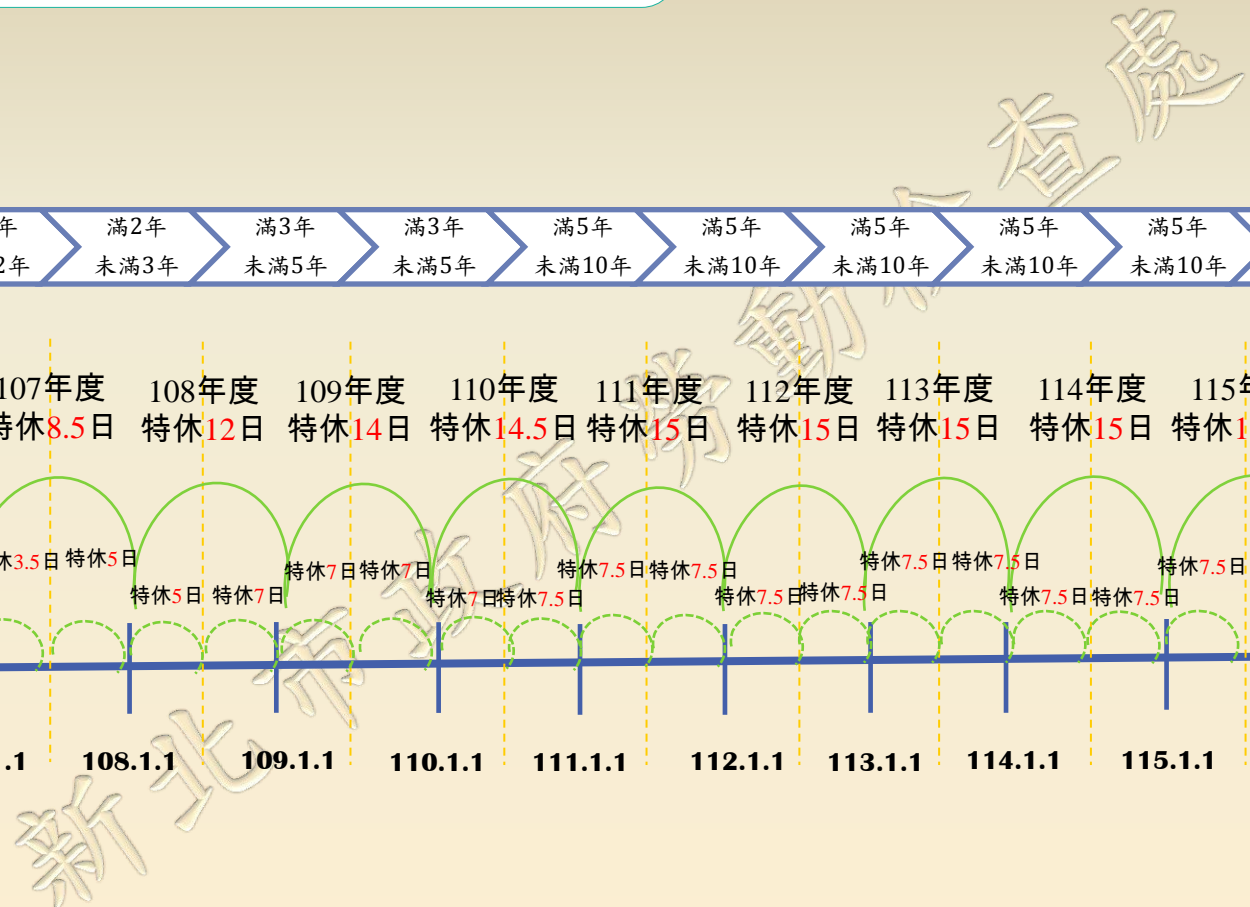 年 滿2年 滿3年 滿3年 滿5年 滿5年 滿5年 滿5年 滿5年
2年 未滿3年 未滿5年 未滿5年 未滿10年 未滿10年 未滿10年 未滿10年 未滿10年
107年度 108年度 109年度 110年度 111年度 112年度 113年度 114年度 115年
特休8.5日 特休12日 特休14日 特休14.5日 特休15日 特休15日 特休15日 特休15日 特休1
休3.5日 特休5日 特休7日 特休7日 特休7.5日 特休7.5日 特休7.5日 特休7.5日 特休7.5日
特休5日 特休7日 特休7日 特休7.5日 特休7.5日 特休7.5日 特休7.5日 特休7.5日
.1 108.1.1 109.1.1 110.1.1 111.1.1 112.1.1 113.1.1 114.1.1 115.1.1
新北市政府勞動檢查處